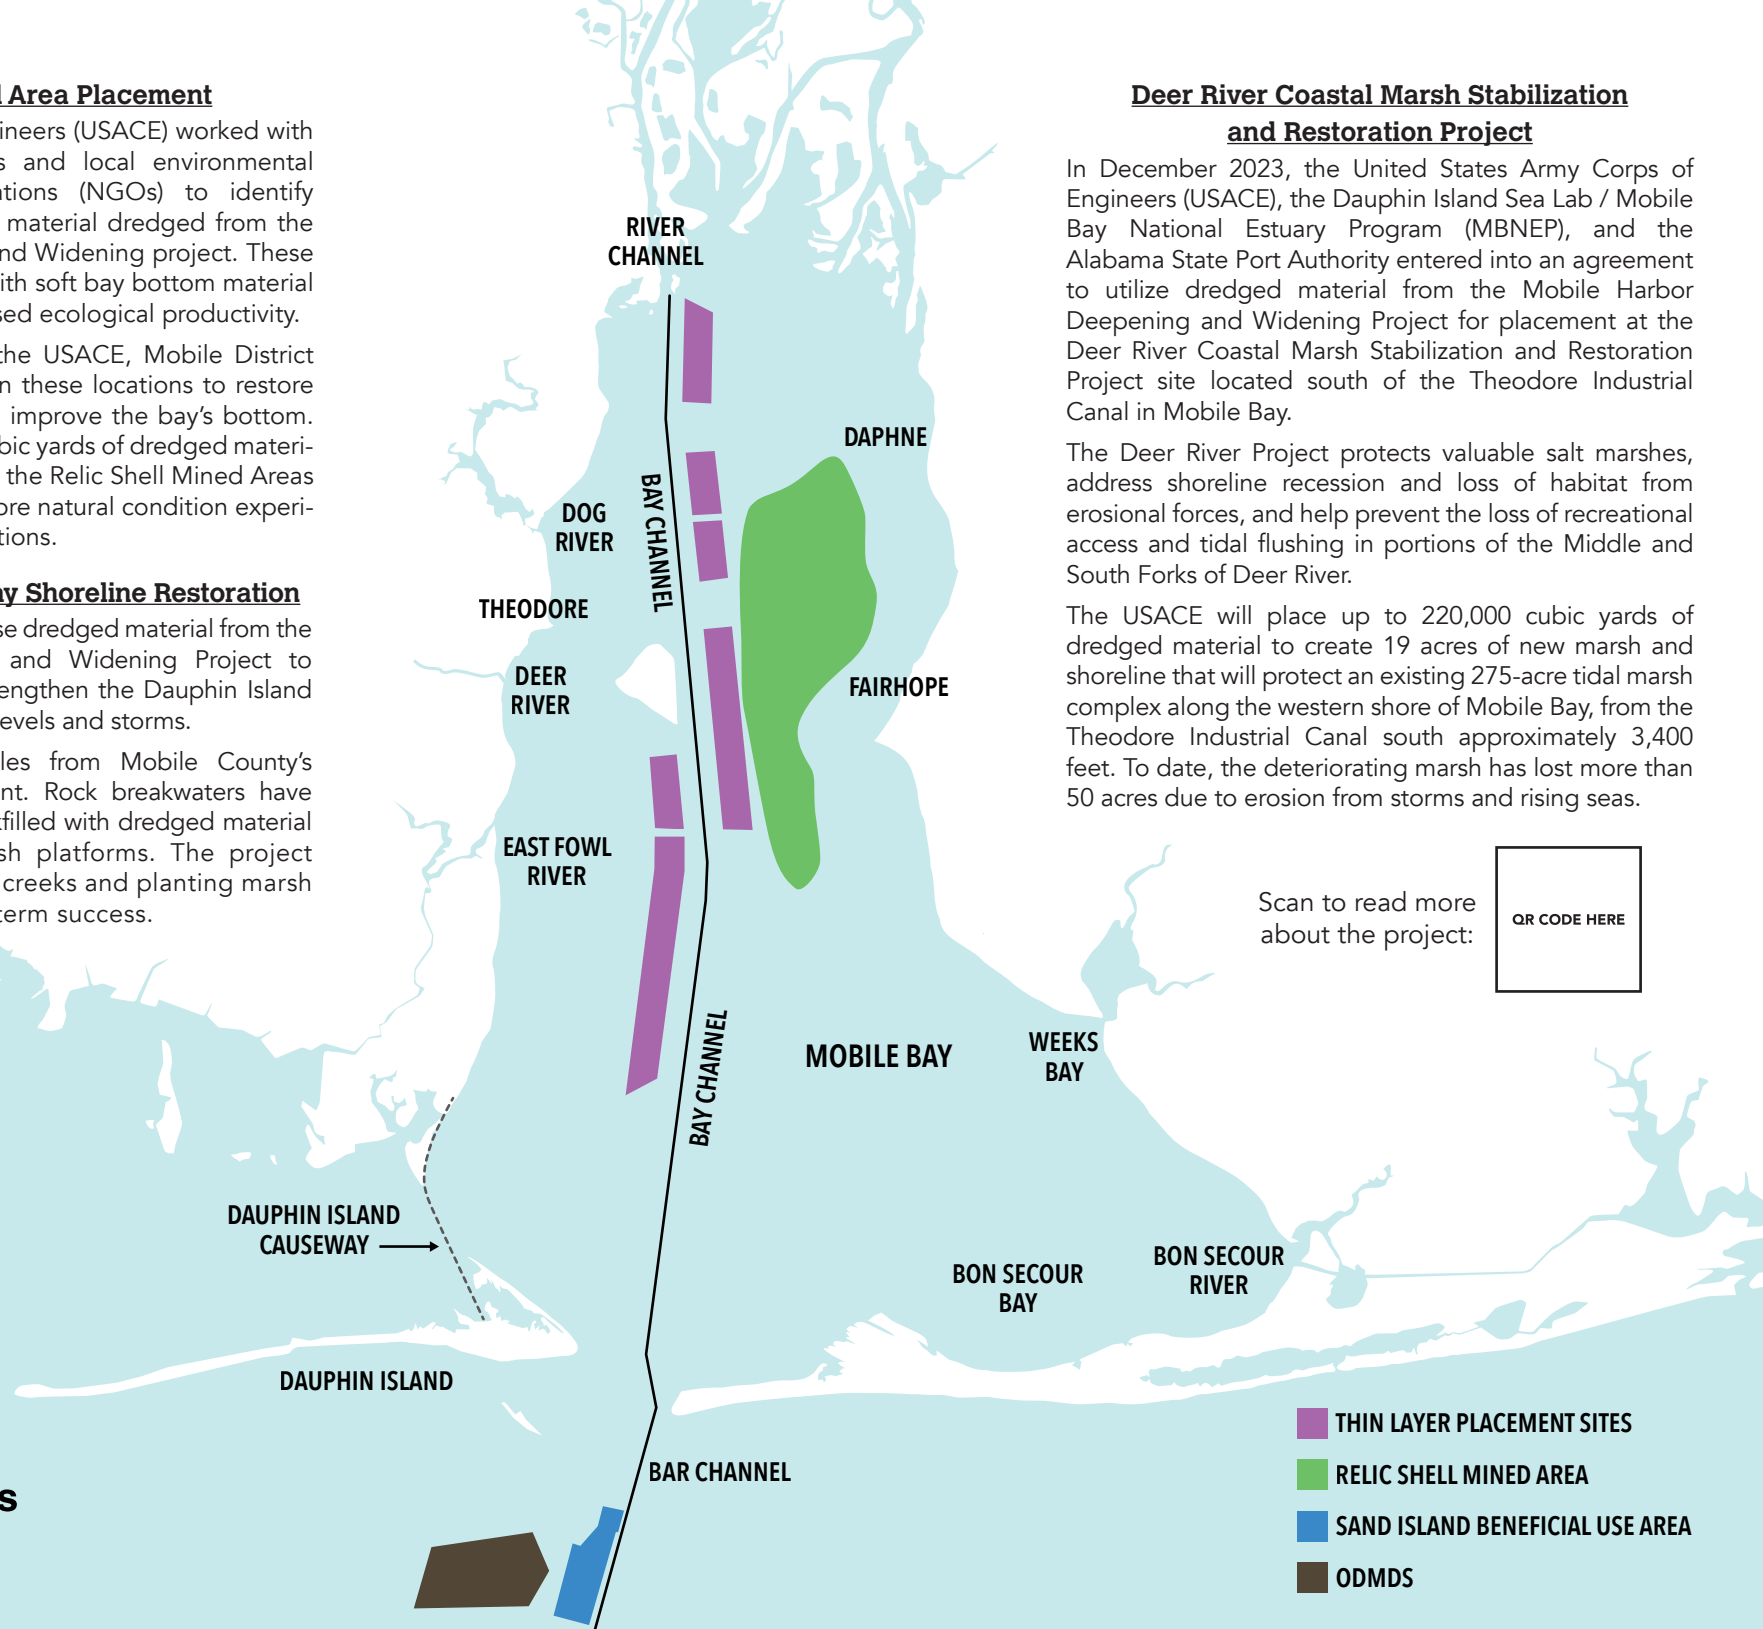 Area Placement
(USACE) worked with
and local environmental
(NGOs) to identify
material dredged from the
Widening project. These
soft bay bottom material
ecological productivity.
the USACE, Mobile District
these locations to restore
improve the bay's bottom.
yards of dredged materi-
the Relic Shell Mined Areas
natural condition experi-
Shoreline Restoration
dredged material from the
and Widening Project to
the Dauphin Island
levels and storms.
from Mobile County's
Rock breakwaters have
with dredged material
platforms. The project
creeks and planting marsh
term success.
s
RIVER
CHANNEL
DAPHNE
BAY CHANNEL
DOG
RIVER
THEODORE
DEER
RIVER
FAIRHOPE
EAST FOWL
RIVER
BAY CHANNEL
MOBILE BAY
WEEKS
BAY
DAUPHIN ISLAND
CAUSEWAY
BON SECOUR
BAY
BON SECOUR
RIVER
DAUPHIN ISLAND
BAR CHANNEL
Deer River Coastal Marsh Stabilization
and Restoration Project
In December 2023, the United States Army Corps of
Engineers (USACE), the Dauphin Island Sea Lab / Mobile
Bay National Estuary Program (MBNEP), and the
Alabama State Port Authority entered into an agreement
to utilize dredged material from the Mobile Harbor
Deepening and Widening Project for placement at the
Deer River Coastal Marsh Stabilization and Restoration
Project site located south of the Theodore Industrial
Canal in Mobile Bay.
The Deer River Project protects valuable salt marshes,
address shoreline recession and loss of habitat from
erosional forces, and help prevent the loss of recreational
access and tidal flushing in portions of the Middle and
South Forks of Deer River.
The USACE will place up to 220,000 cubic yards of
dredged material to create 19 acres of new marsh and
shoreline that will protect an existing 275-acre tidal marsh
complex along the western shore of Mobile Bay, from the
Theodore Industrial Canal south approximately 3,400
feet. To date, the deteriorating marsh has lost more than
50 acres due to erosion from storms and rising seas.
Scan to read more
about the project:
QR CODE HERE
THIN LAYER PLACEMENT SITES
RELIC SHELL MINED AREA
SAND ISLAND BENEFICIAL USE AREA
ODMDS